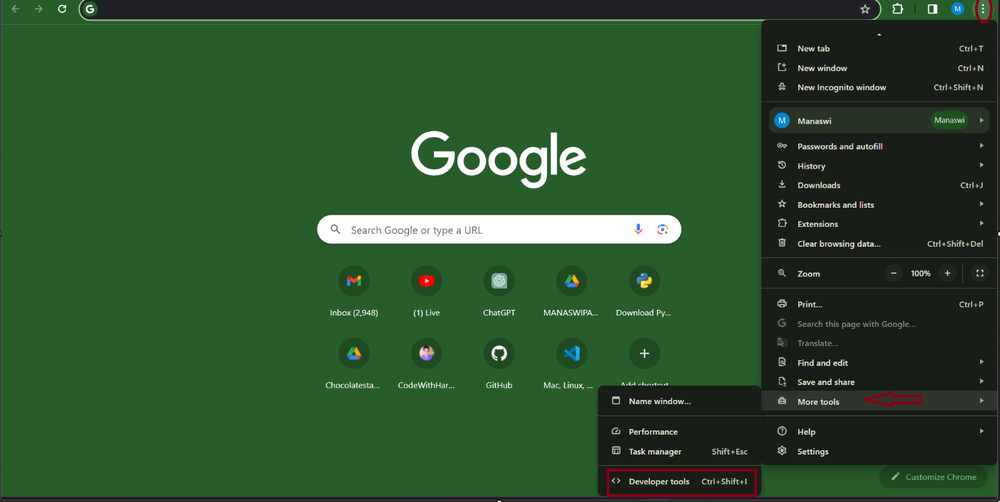 G
M
New tab Ctrl+T
New window Ctrl+N
New Incognito window Ctrl+Shift+N
M Manaswi Manaswi
Passwords and autofill
History
Downloads Ctrl+J
Bookmarks and lists
Extensions
Clear browsing data... Ctrl+Shift+Del
Zoom − 100% +
Print... Ctrl+P
G Search this page with Google...
Translate...
Find and edit
Save and share
More tools
Help
Settings
Google
Search Google or type a URL
Inbox (2,948) (1) Live ChatGPT MANASWIPA... Download Py...
Chocolatesta... CodeWithHar... GitHub Mac, Linux, ... Add shortcut
Name window...
Performance
Task manager Shift+Esc
Developer tools Ctrl+Shift+I
Customize Chrome